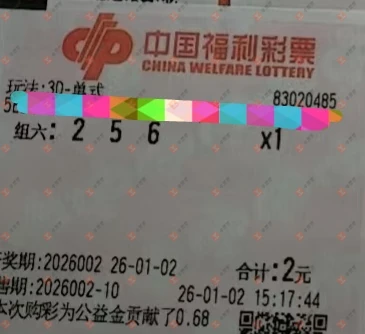 中国福利彩票
CHINA WELFARE LOTTERY
玩法:3D-单式
83020485
组六: 2 5 6 x1
奖期:2026002 26-01-02 合计:2元
售期:2026002-10 26-01-02 15:17:44
本次购彩为公益金贡献了0.68